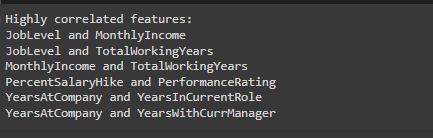 Highly correlated features:
JobLevel and MonthlyIncome
JobLevel and TotalWorkingYears
MonthlyIncome and TotalWorkingYears
PercentSalaryHike and PerformanceRating
YearsAtCompany and YearsInCurrentRole
YearsAtCompany and YearsWithCurrManager